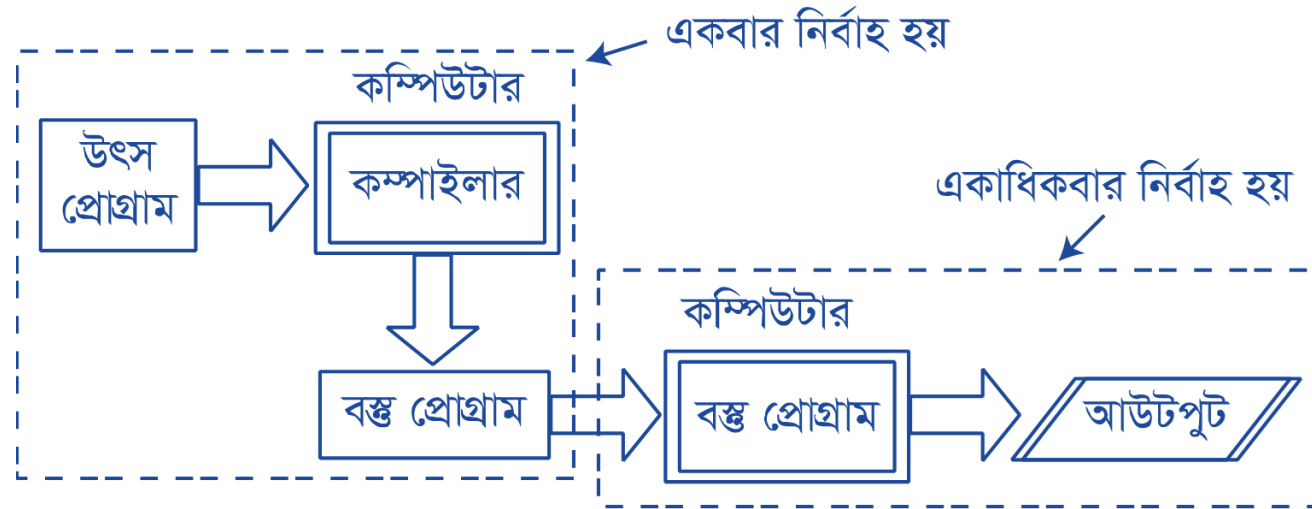 একবার নির্বাহ হয়
কম্পিউটার
উৎস
প্রোগ্রাম
কম্পাইলার
একাধিকবার নির্বাহ হয়
কম্পিউটার
বস্তু প্রোগ্রাম
বস্তু প্রোগ্রাম
আউটপুট